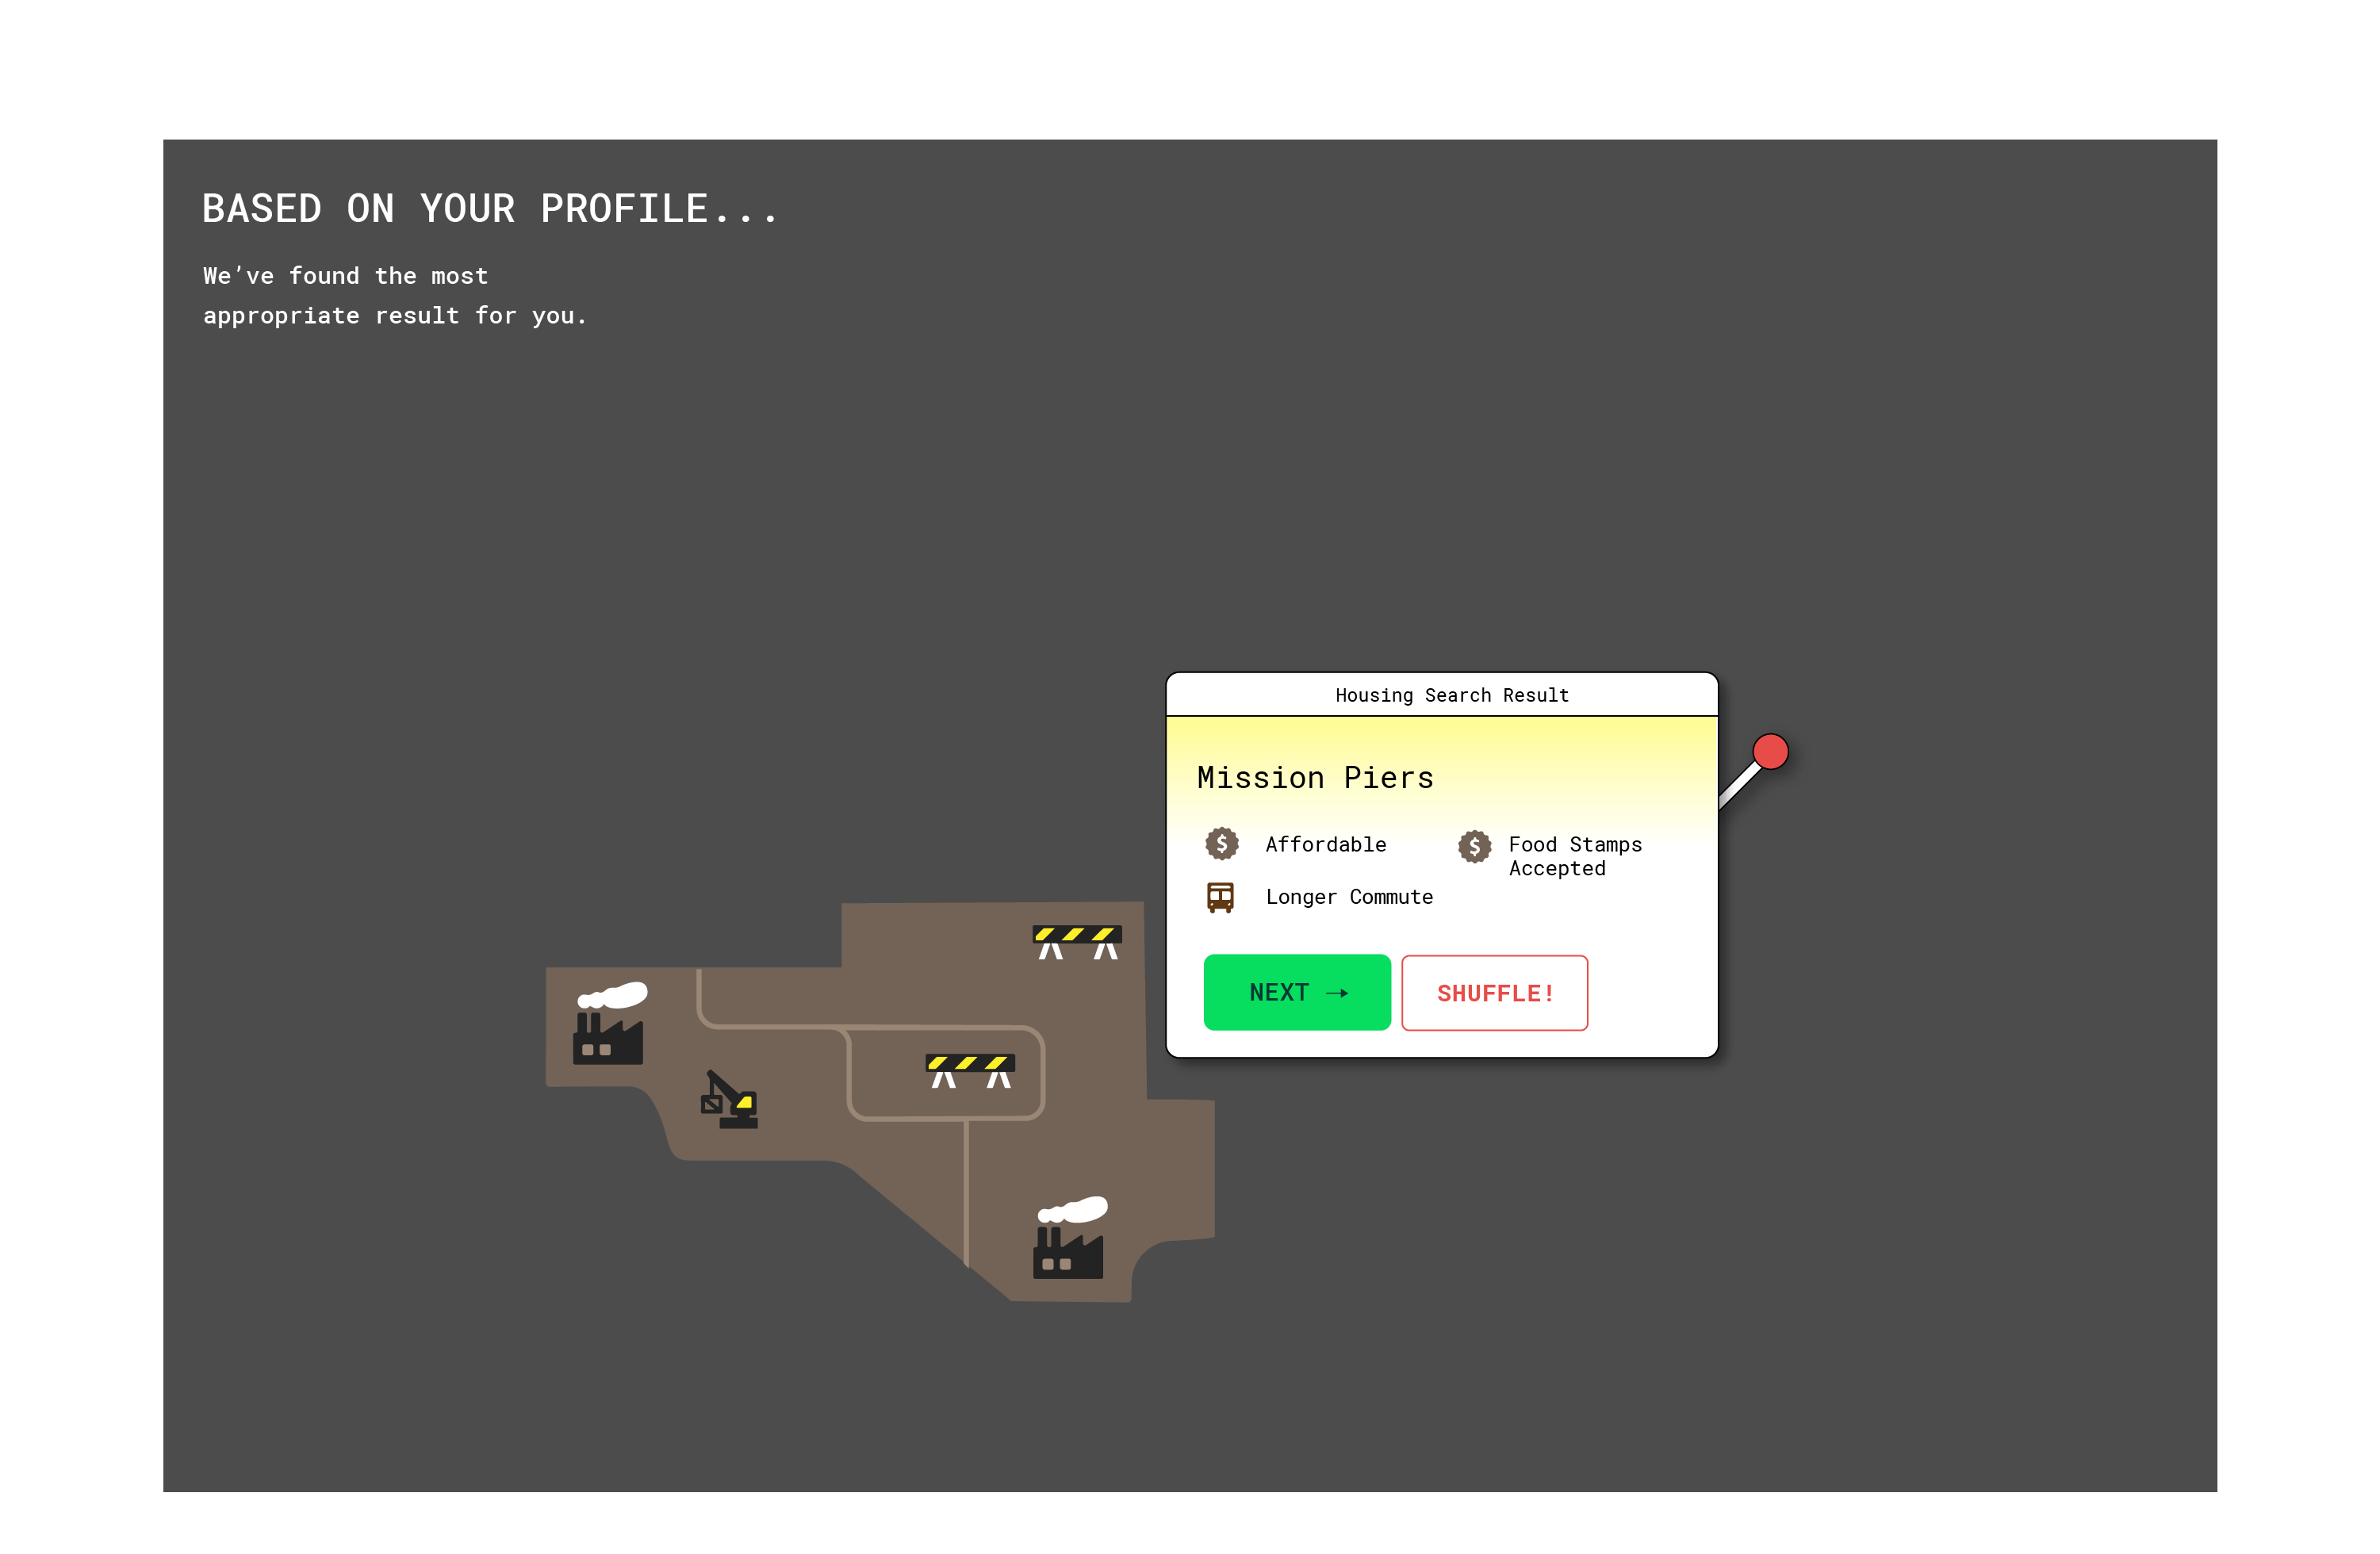 BASED ON YOUR PROFILE...
We’ve found the most
appropriate result for you.
Housing Search Result
Mission Piers
Affordable
Food Stamps
Accepted
Longer Commute
NEXT →
SHUFFLE!